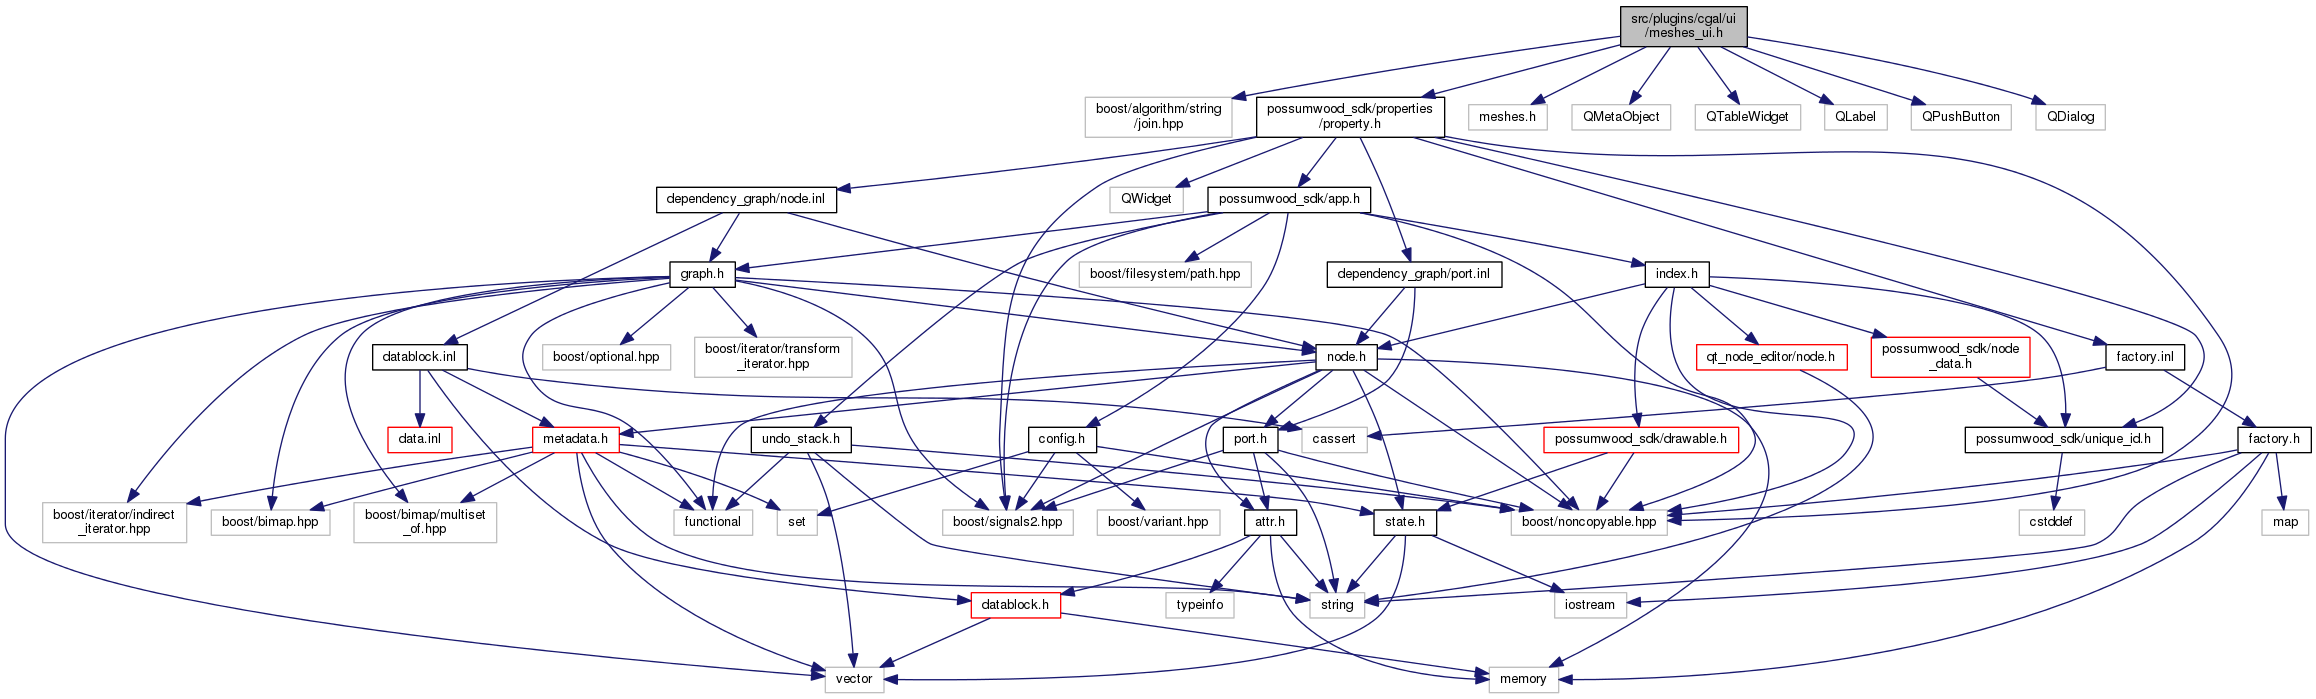 src/plugins/cgal/ui
/meshes_ui.h
boost/algorithm/string
/join.hpp
possumwood_sdk/properties
/property.h
meshes.h
QMetaObject
QTableWidget
QLabel
QPushButton
QDialog
dependency_graph/node.inl
QWidget
possumwood_sdk/app.h
graph.h
boost/filesystem/path.hpp
dependency_graph/port.inl
index.h
datablock.inl
boost/optional.hpp
boost/iterator/transform
_iterator.hpp
node.h
qt_node_editor/node.h
possumwood_sdk/node
_data.h
factory.inl
data.inl
metadata.h
undo_stack.h
config.h
port.h
cassert
possumwood_sdk/drawable.h
possumwood_sdk/unique_id.h
factory.h
boost/iterator/indirect
_iterator.hpp
boost/bimap.hpp
boost/bimap/multiset
_of.hpp
functional
set
boost/signals2.hpp
boost/variant.hpp
attr.h
state.h
boost/noncopyable.hpp
cstddef
map
datablock.h
typeinfo
string
iostream
vector
memory